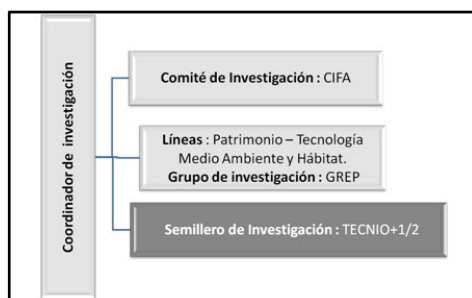 Coordinador de investigación
Comité de Investigación : CIFA
Líneas : Patrimonio – Tecnología
Medio Ambiente y Hábitat.
Grupo de investigación : GREP
Semillero de Investigación : TECNIO+1/2